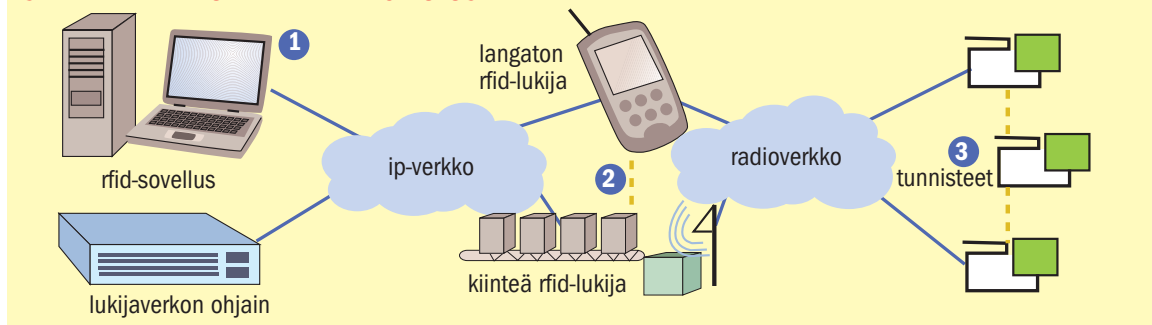 1
rfid-sovellus
lukijaverkon ohjain
ip-verkko
langaton
rfid-lukija
2
kiinteä rfid-lukija
radioverkko
3
tunnisteet